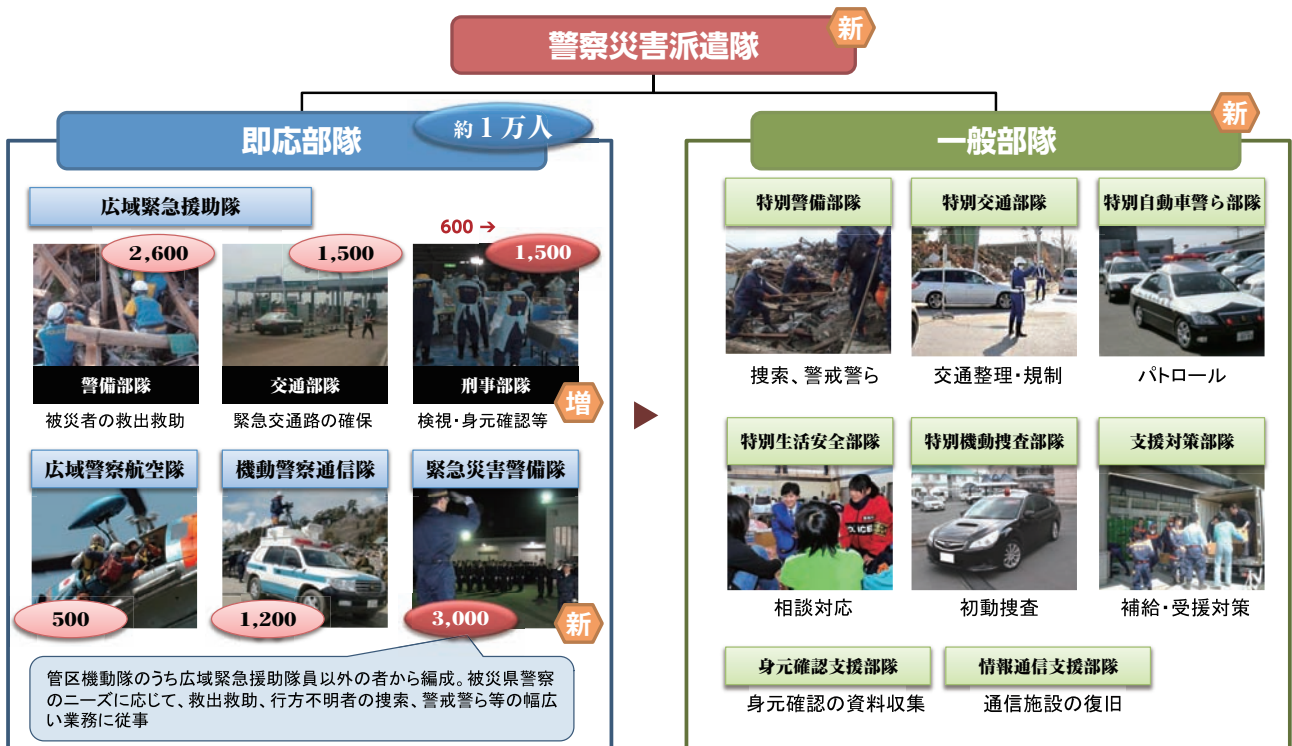 警察災害派遣隊
新
即応部隊
約1万人
広域緊急援助隊
2,600
警備部隊
被災者の救出救助
1,500
交通部隊
緊急交通路の確保
600 →
1,500
刑事部隊
検視・身元確認等
増
広域警察航空隊
500
機動警察通信隊
1,200
緊急災害警備隊
3,000
新
管区機動隊のうち広域緊急援助隊員以外の者から編成。被災県警察
のニーズに応じて、救出救助、行方不明者の捜索、警戒警ら等の幅広
い業務に従事
一般部隊
新
特別警備部隊
捜索、警戒警ら
特別交通部隊
交通整理・規制
特別自動車警ら部隊
パトロール
特別生活安全部隊
POLICE
相談対応
特別機動捜査部隊
初動捜査
支援対策部隊
補給・受援対策
身元確認支援部隊
身元確認の資料収集
情報通信支援部隊
通信施設の復旧